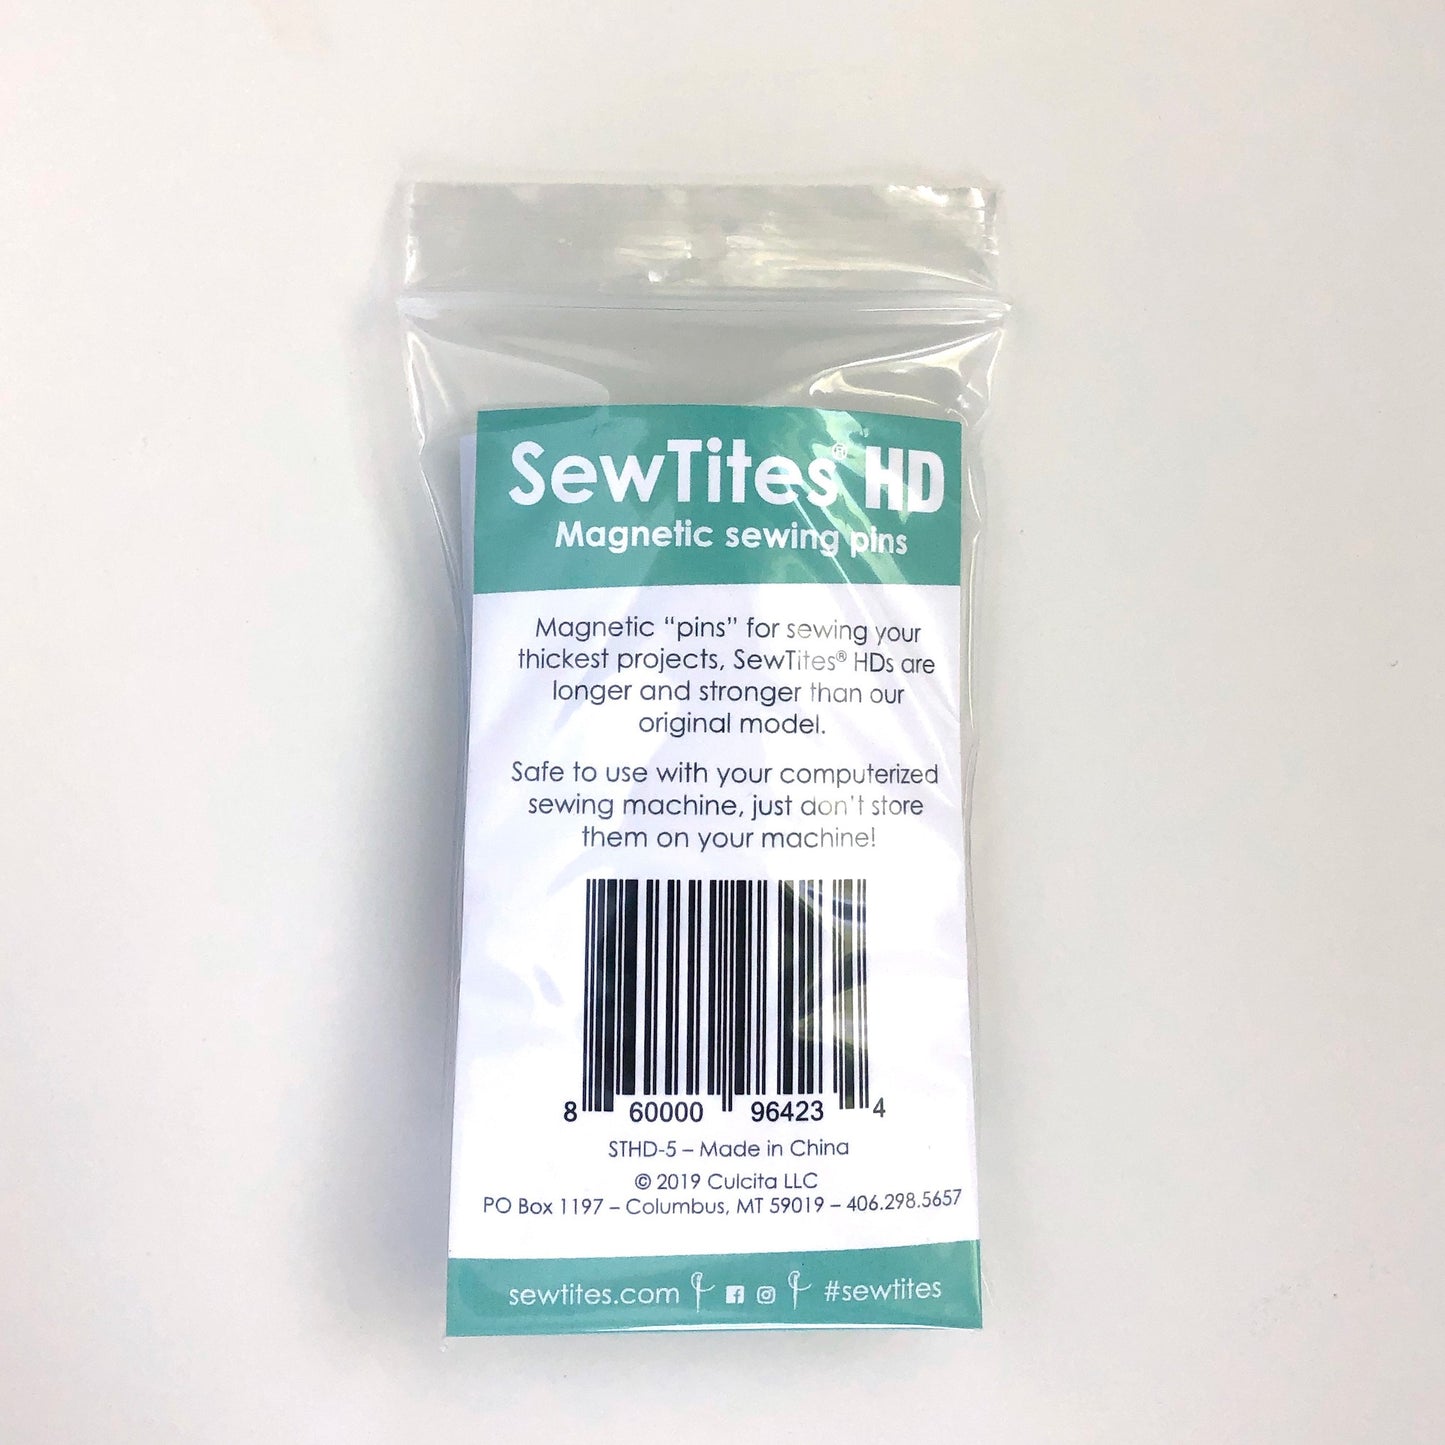 SewTites® HD
Magnetic sewing pins
Magnetic “pins” for sewing your
thickest projects, SewTites® HDs are
longer and stronger than our
original model.
Safe to use with your computerized
sewing machine, just don’t store
them on your machine!
8 60000 96423 4
STHD-5 – Made in China
© 2019 Culcita LLC
PO Box 1197 – Columbus, MT 59019 – 406.298.5657
sewtites.com #sewtites